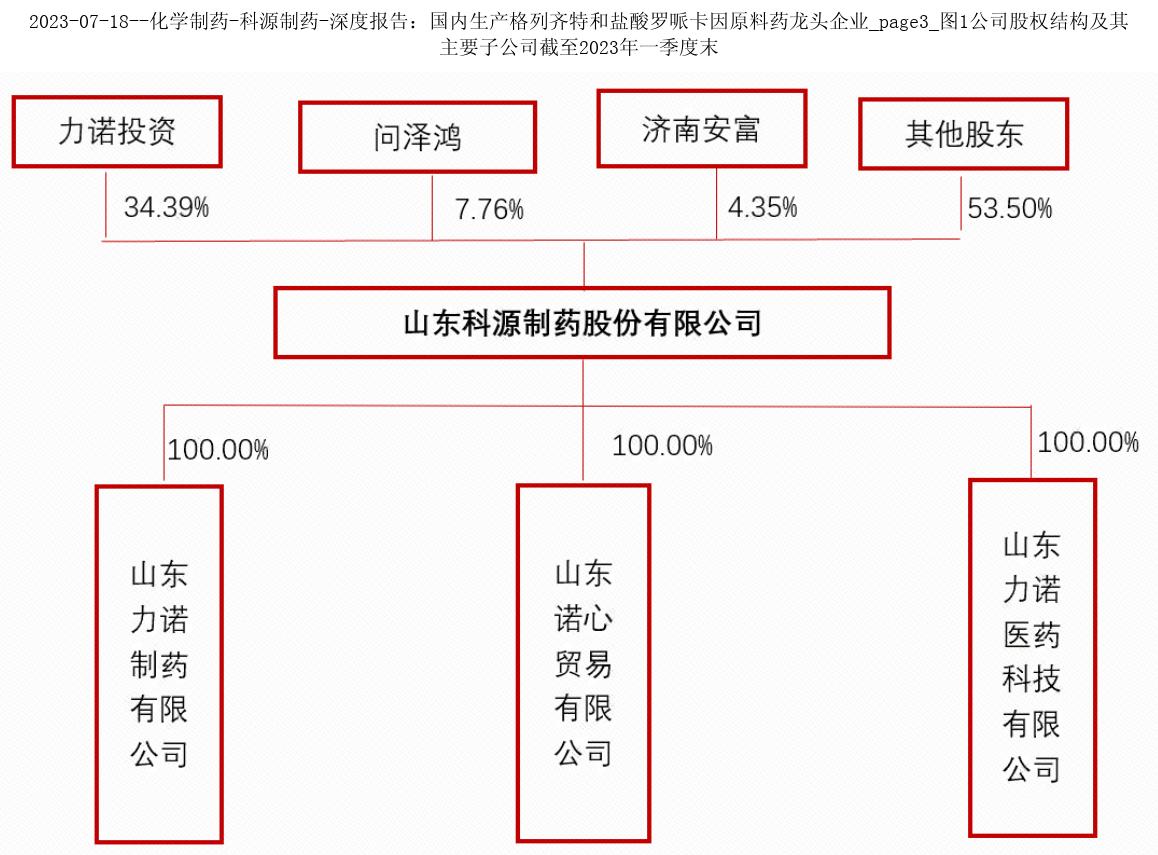 2023-07-18--化学制药-科源制药-深度报告：国内生产格列齐特和盐酸罗哌卡因原料药龙头企业_page3_图1公司股权结构及其
主要子公司截至2023年一季度末
力诺投资
问泽鸿
济南安富
其他股东
34.39%
7.76%
4.35%
53.50%
山东科源制药股份有限公司
100.00%
100.00%
100.00%
山东
力诺
制药
有限
公司
山东
诺心
贸易
有限
公司
山东
力诺
医药
科技
有限
公司